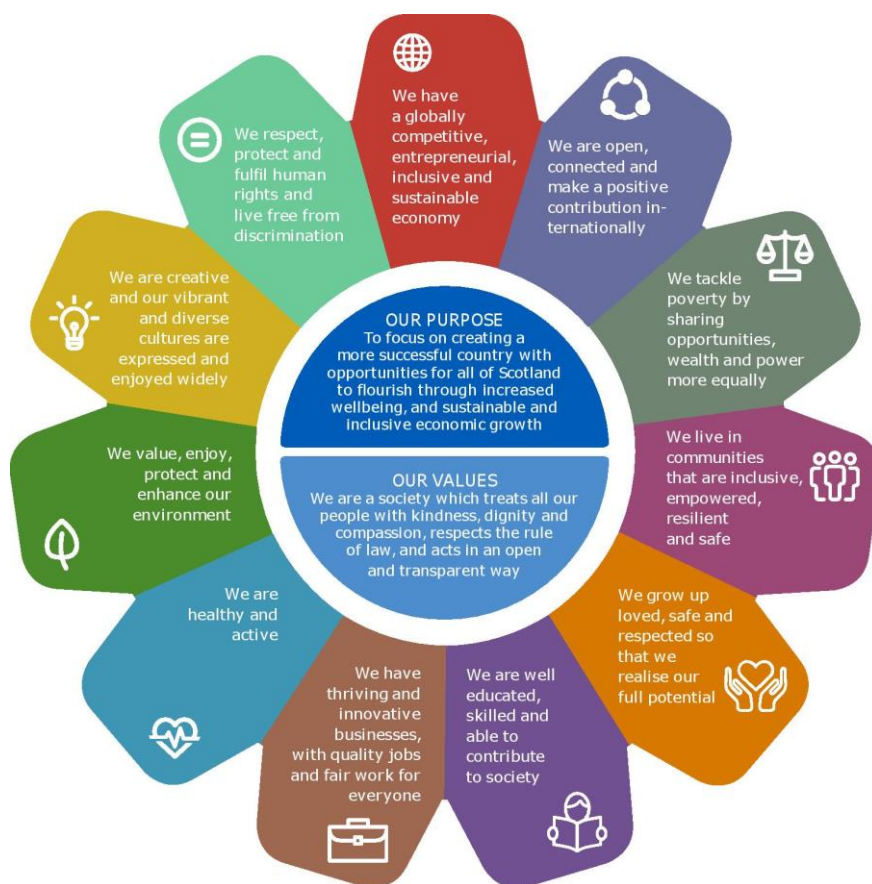 We have
a globally
competitive,
entrepreneurial,
inclusive and
sustainable
economy
We are open,
connected and
make a positive
contribution in-
ternationally
We tackle
poverty by
sharing
opportunities,
wealth and power
more equally
We live in
communities
that are inclusive,
empowered,
resilient
and safe
We grow up
loved, safe and
respected so
that we
realise our
full potential
We are well
educated,
skilled and
able to
contribute
to society
We have
thriving and
innovative
businesses,
with quality jobs
and fair work for
everyone
We are
healthy and
active
We value, enjoy,
protect and
enhance our
environment
We are creative
and our vibrant
and diverse
cultures are
expressed and
enjoyed widely
We respect,
protect and
fulfil human
rights and
live free from
discrimination
OUR PURPOSE
To focus on creating a
more successful country with
opportunities for all of Scotland
to flourish through increased
wellbeing, and sustainable and
inclusive economic growth
OUR VALUES
We are a society which treats all our
people with kindness, dignity and
compassion, respects the rule
of law, and acts in an open
and transparent way